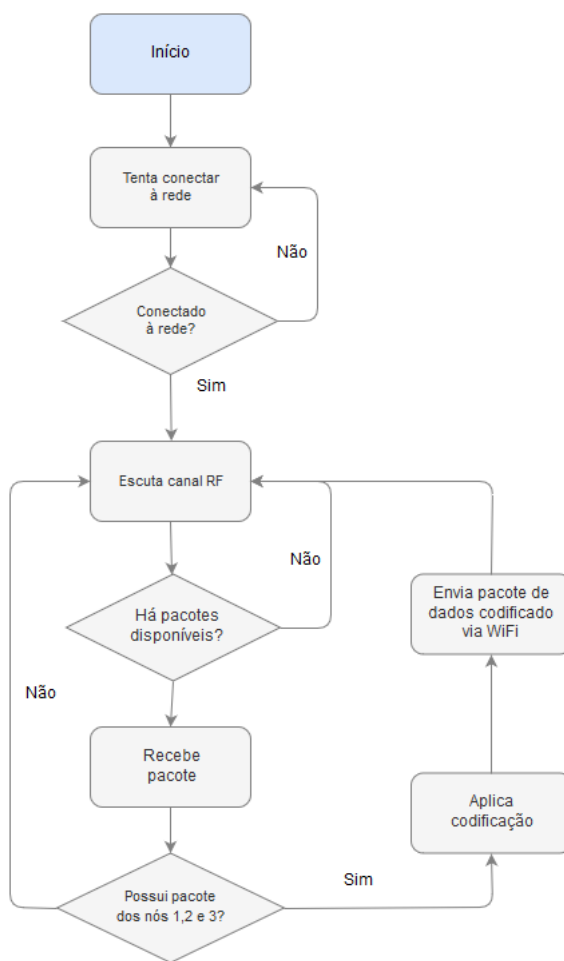 Início
Tenta conectar
à rede
Não
Conectado
à rede?
Sim
Escuta canal RF
Não
Há pacotes
disponíveis?
Envia pacote de
dados codificado
via WiFi
Não
Recebe
pacote
Aplica
codificação
Sim
Possui pacote
dos nós 1,2 e 3?